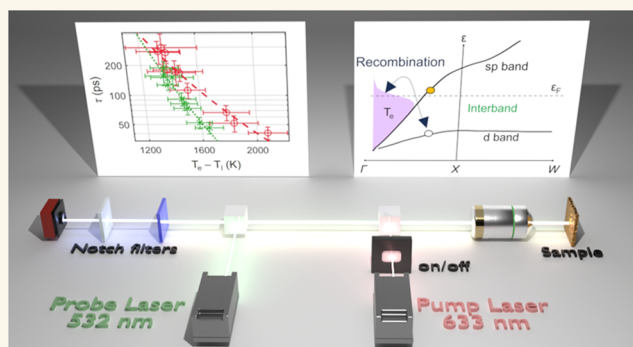 200
100
50
τ (ps)
1200
1600
2000
Te – Tl (K)
ε
sp band
Recombination
εF
Te
Interband
d band
Γ
X
W
Notch filters
on/off
Sample
Probe Laser
532 nm
Pump Laser
633 nm